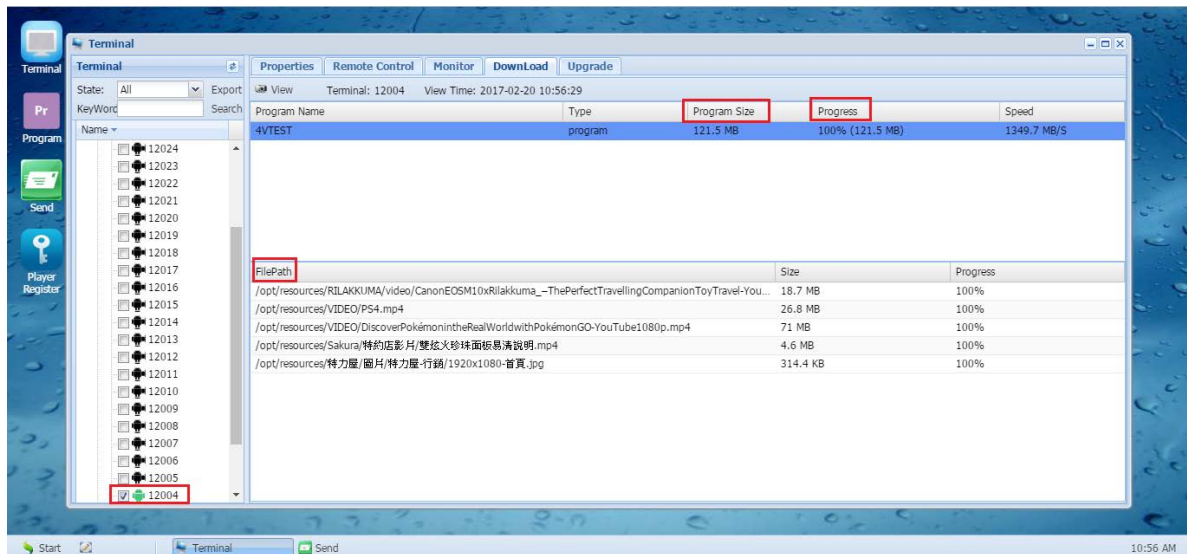 Terminal
Program
Send
Player
Register
Pr
Terminal
Terminal
State: All Export
KeyWord Search
Name
12024
12023
12022
12021
12020
12019
12018
12017
12016
12015
12014
12013
12012
12011
12010
12009
12008
12007
12006
12005
12004
Properties Remote Control Monitor DownLoad Upgrade
View Terminal: 12004 View Time: 2017-02-20 10:56:29
Program Name Type Program Size Progress Speed
4VTEST program 121.5 MB 100% (121.5 MB) 1349.7 MB/S
FilePath Size Progress
/opt/resources/RILAKKUMA/video/CanonEOSM10xRilakkuma_–ThePerfectTravellingCompanionToyTravel-You... 18.7 MB 100%
/opt/resources/VIDEO/PS4.mp4 26.8 MB 100%
/opt/resources/VIDEO/DiscoverPokémonintheRealWorldwithPokémonGO-YouTube1080p.mp4 71 MB 100%
/opt/resources/Sakura/特約店影片/雙炫火珍珠面板易清說明.mp4 4.6 MB 100%
/opt/resources/特力屋/圖片/特力屋-行銷/1920x1080-首頁.jpg 314.4 KB 100%
Start Terminal Send 10:56 AM